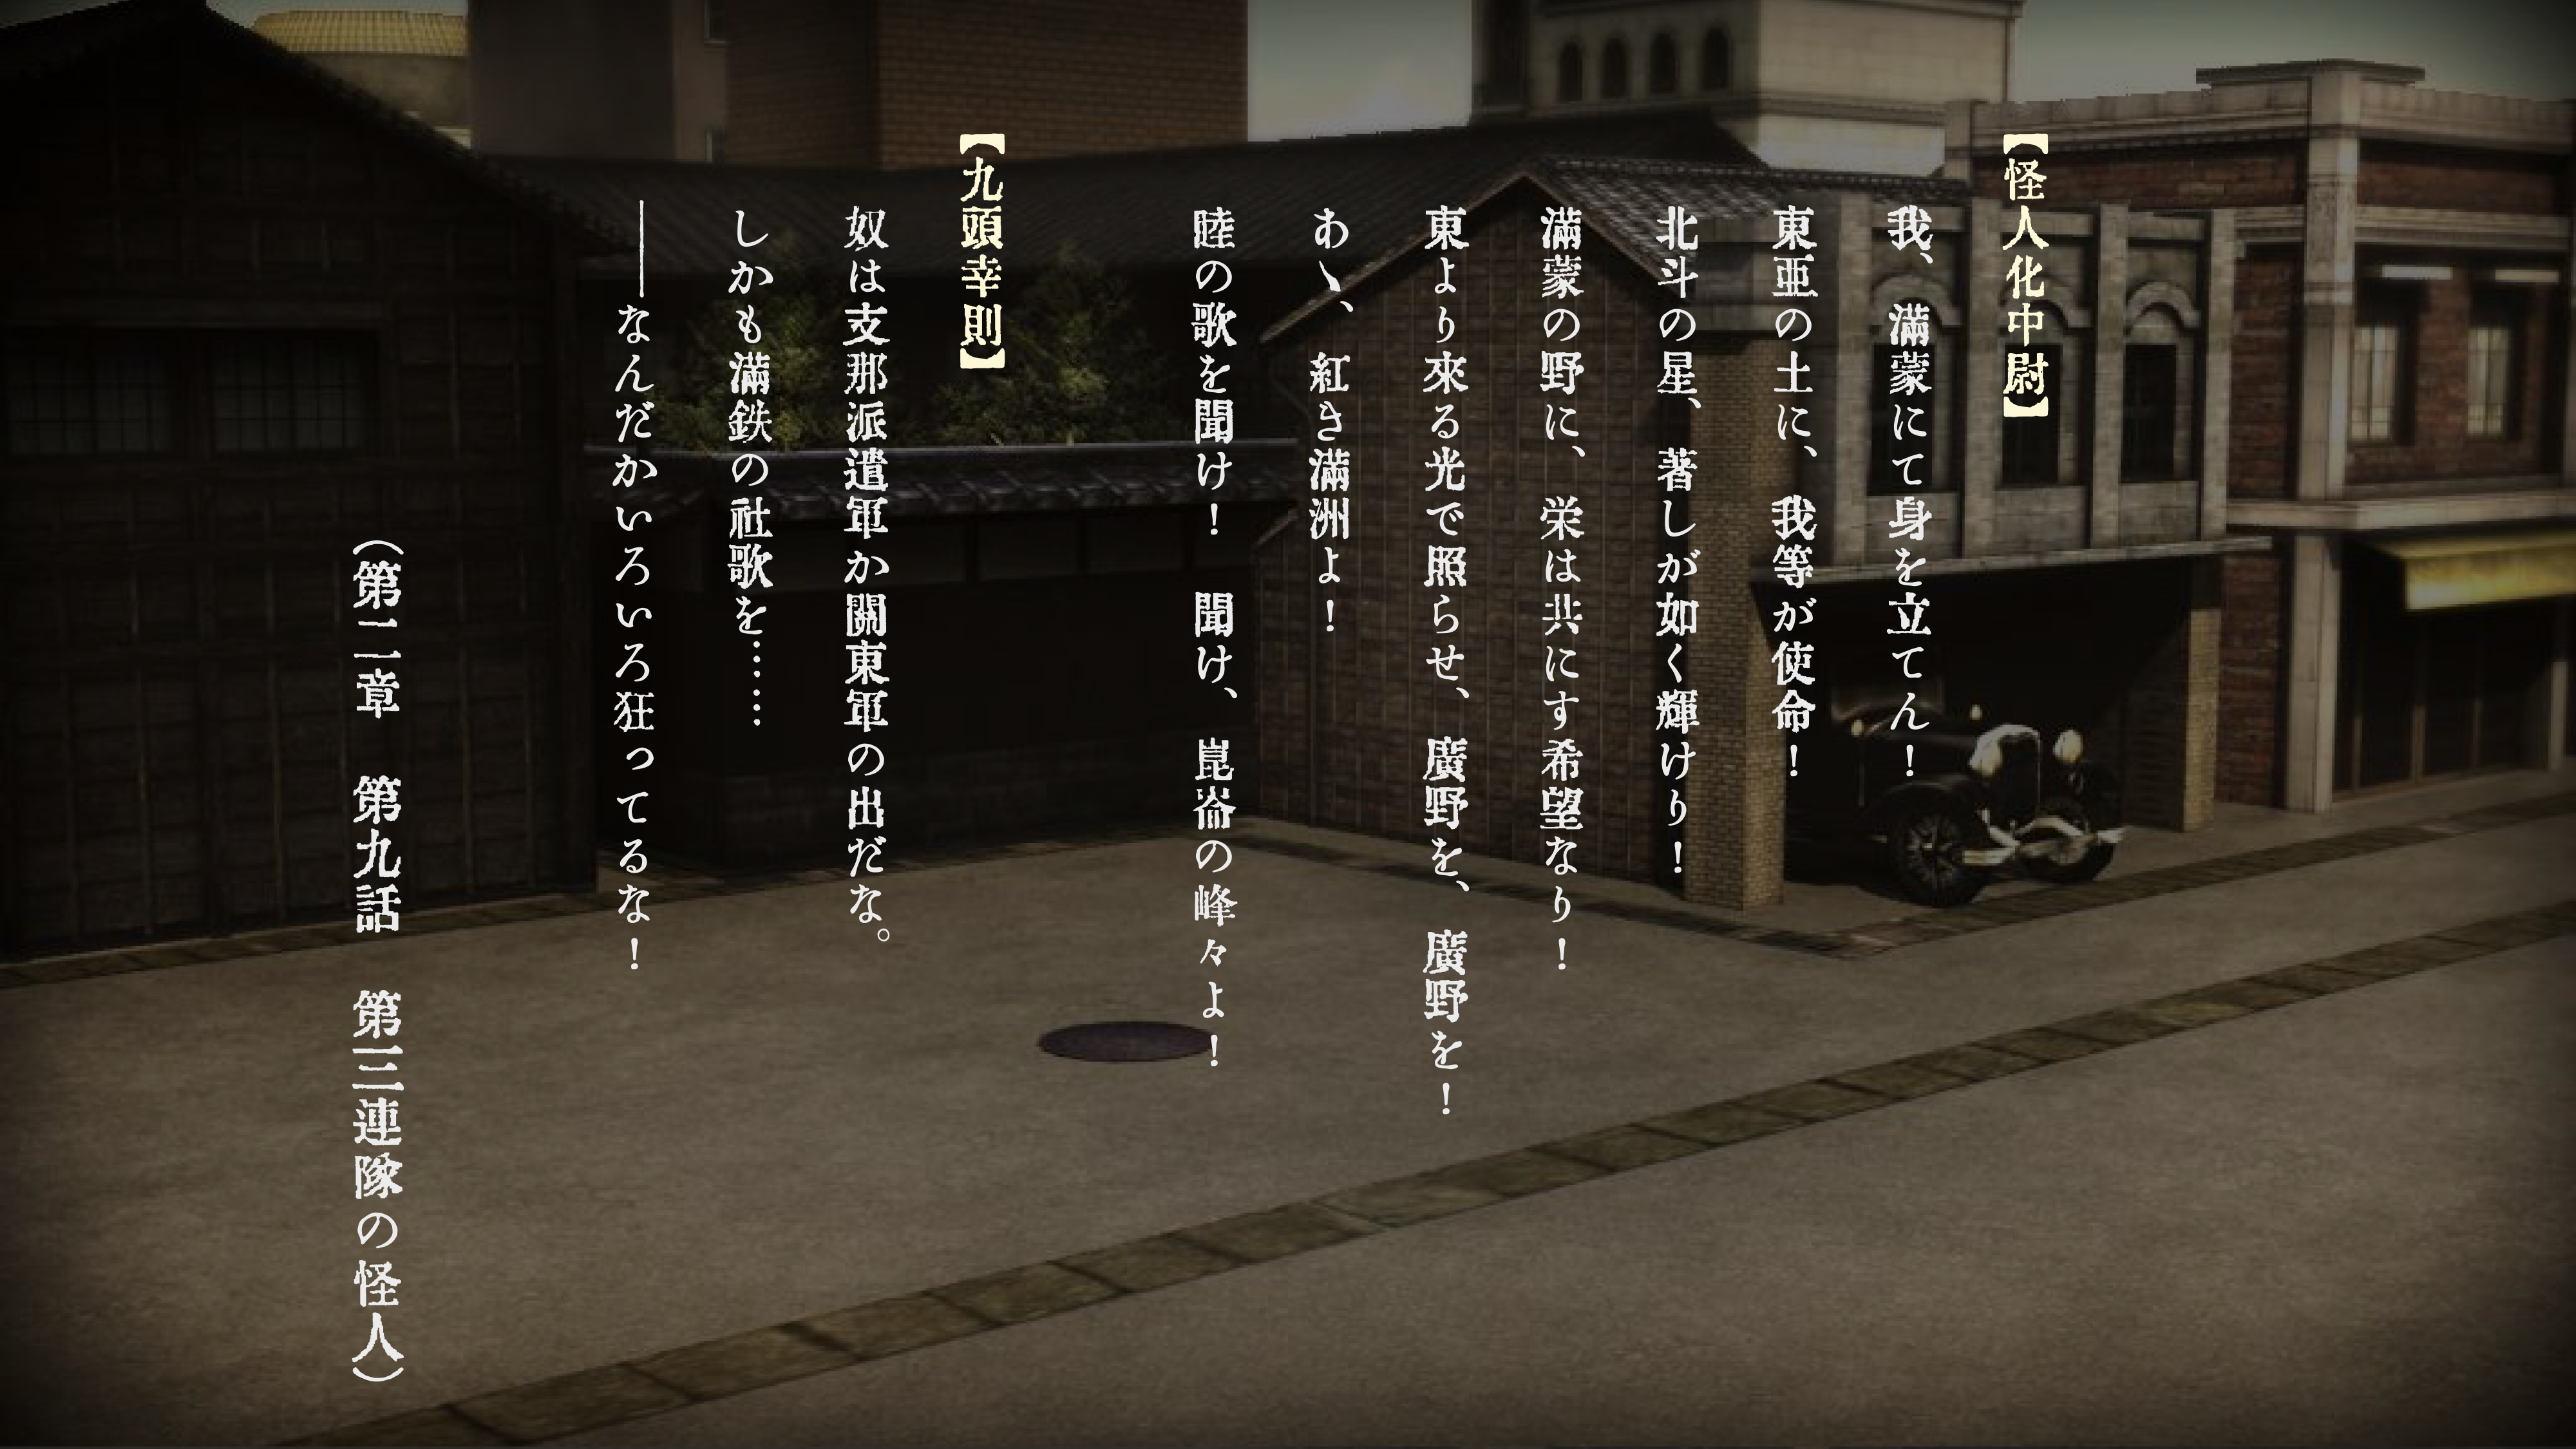 【怪人化中尉】
我、満蒙にて身を立てん！
東亜の土に、我等が使命！
北斗の星、著しが如く輝けり！
満蒙の野に、栄は共にす希望なり！
東より來る光で照らせ、廣野を、廣野を！
あゝ、紅き満洲よ！
睦の歌を聞け！　聞け、崑崙の峰々よ！
【九頭幸則】
奴は支那派遣軍か關東軍の出だな。
しかも満鉄の社歌を……
――なんだかいろいろ狂ってるな！
（第二章　第九話　第三連隊の怪人）